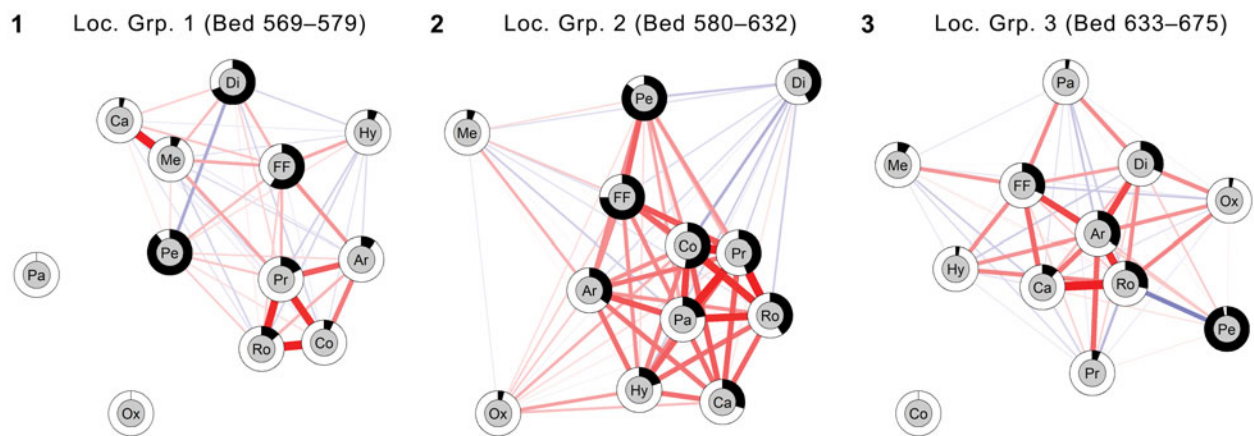 1 Loc. Grp. 1 (Bed 569–579)
Di
Ca
Hy
Me
FF
Pe
Ar
Pa
Pr
Ro
Co
Ox
2 Loc. Grp. 2 (Bed 580–632)
Di
Pe
Me
FF
Co
Pr
Ar
Pa
Ro
Hy
Ca
Ox
3 Loc. Grp. 3 (Bed 633–675)
Pa
Me
Di
FF
Ox
Ar
Hy
Ca
Ro
Pe
Pr
Co